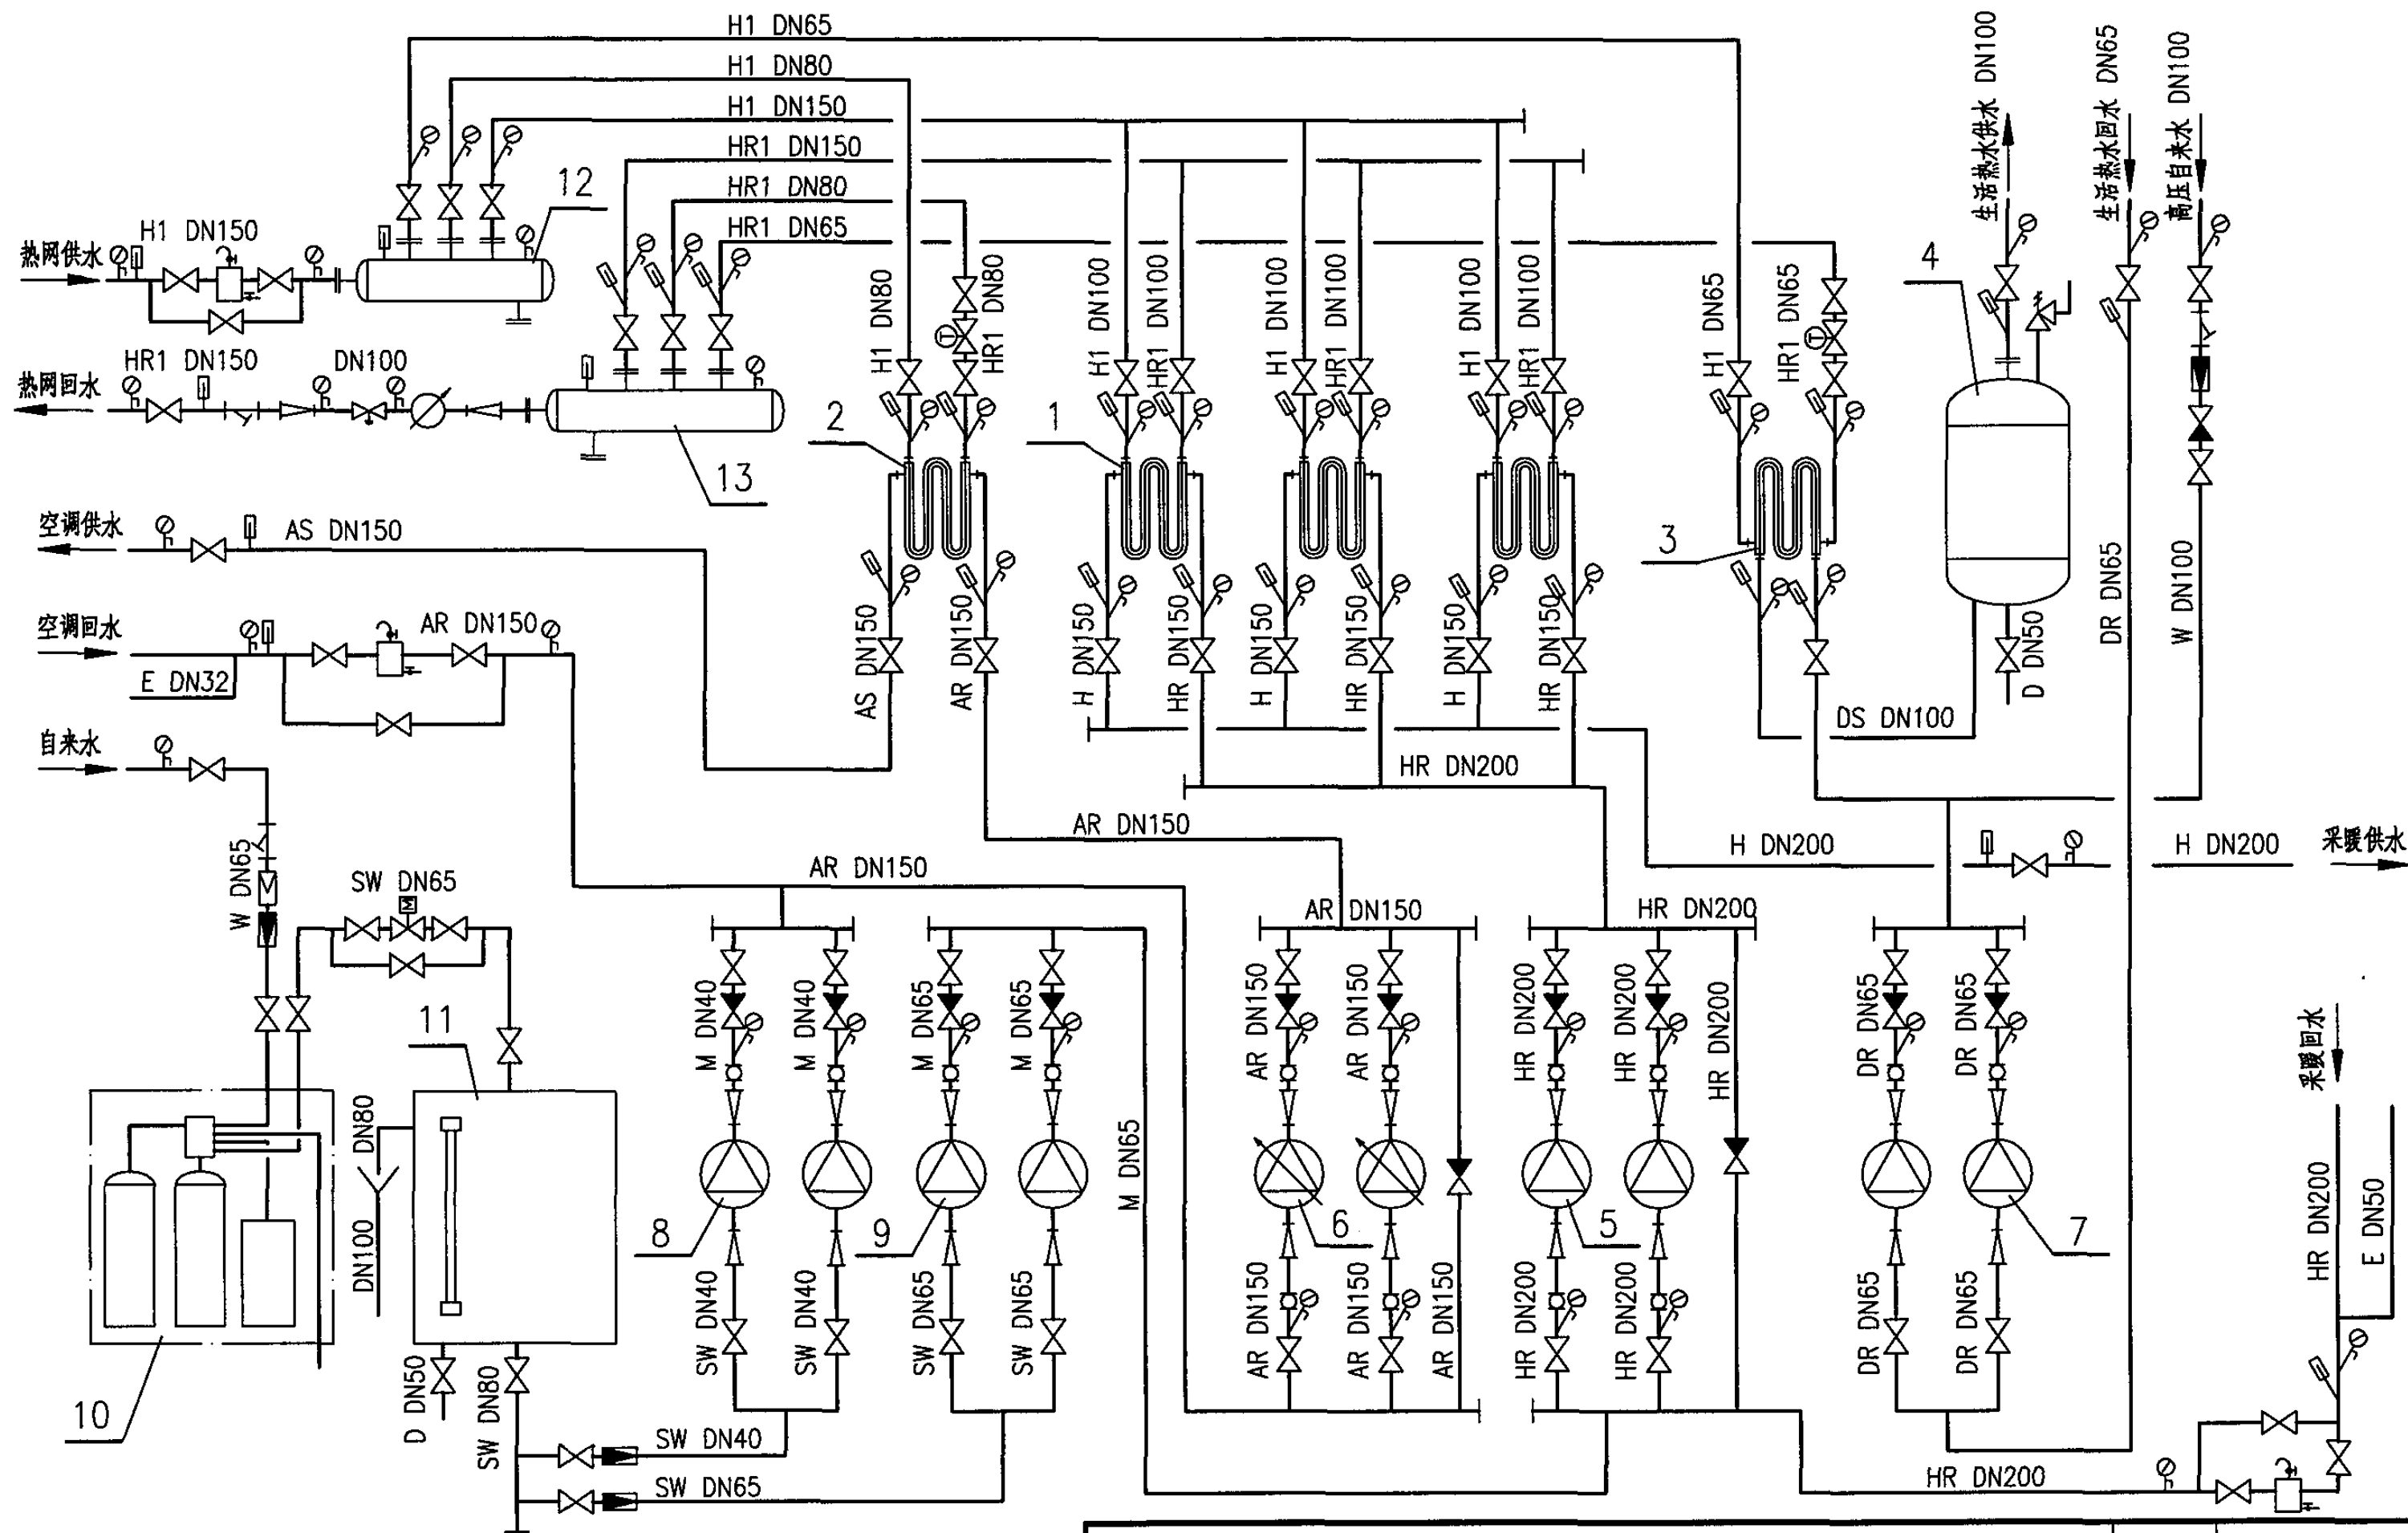 H1 DN65
H1 DN80
H1 DN150
HR1 DN150
HR1 DN80
HR1 DN65
生活热水供水 DN100
生活热水回水 DN65
高压自来水 DN100
12
4
热网供水
H1 DN150
热网回水
HR1 DN150
DN100
13
H1 DN80
HR1 DN80
H1 DN100
HR1 DN100
H1 DN100
HR1 DN100
H1 DN100
HR1 DN100
H1 DN65
HR1 DN65
2
1
3
空调供水
AS DN150
空调回水
AR DN150
E DN32
自来水
AS DN150
AR DN150
H DN150
HR DN150
H DN150
HR DN150
H DN150
HR DN150
DS DN100
D DN50
DR DN65
W DN100
HR DN200
AR DN150
H DN200
H DN200
采暖供水
W DN65
SW DN65
AR DN150
AR DN150
HR DN200
11
M DN40
M DN40
M DN65
M DN65
AR DN150
AR DN150
HR DN200
HR DN200
HR DN200
DR DN65
DR DN65
采暖回水
DN80
DN100
M DN65
8
9
6
5
7
HR DN200
E DN50
SW DN40
SW DN40
SW DN65
SW DN65
AR DN150
AR DN150
AR DN150
HR DN200
HR DN200
DR DN65
DR DN65
10
D DN50
SW DN80
SW DN40
SW DN65
HR DN200